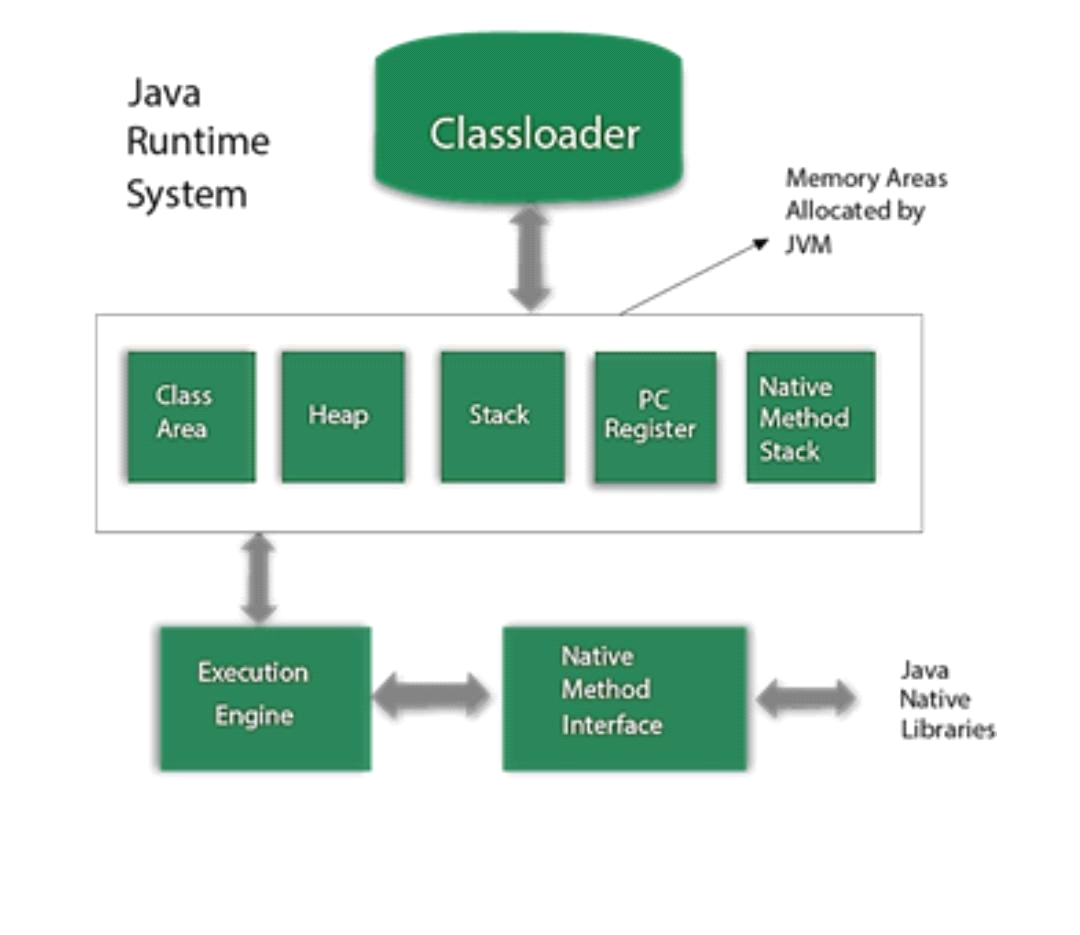 Java
Runtime
System
Classloader
Memory Areas
Allocated by
JVM
Class
Area
Heap
Stack
PC
Register
Native
Method
Stack
Execution
Engine
Native
Method
Interface
Java
Native
Libraries